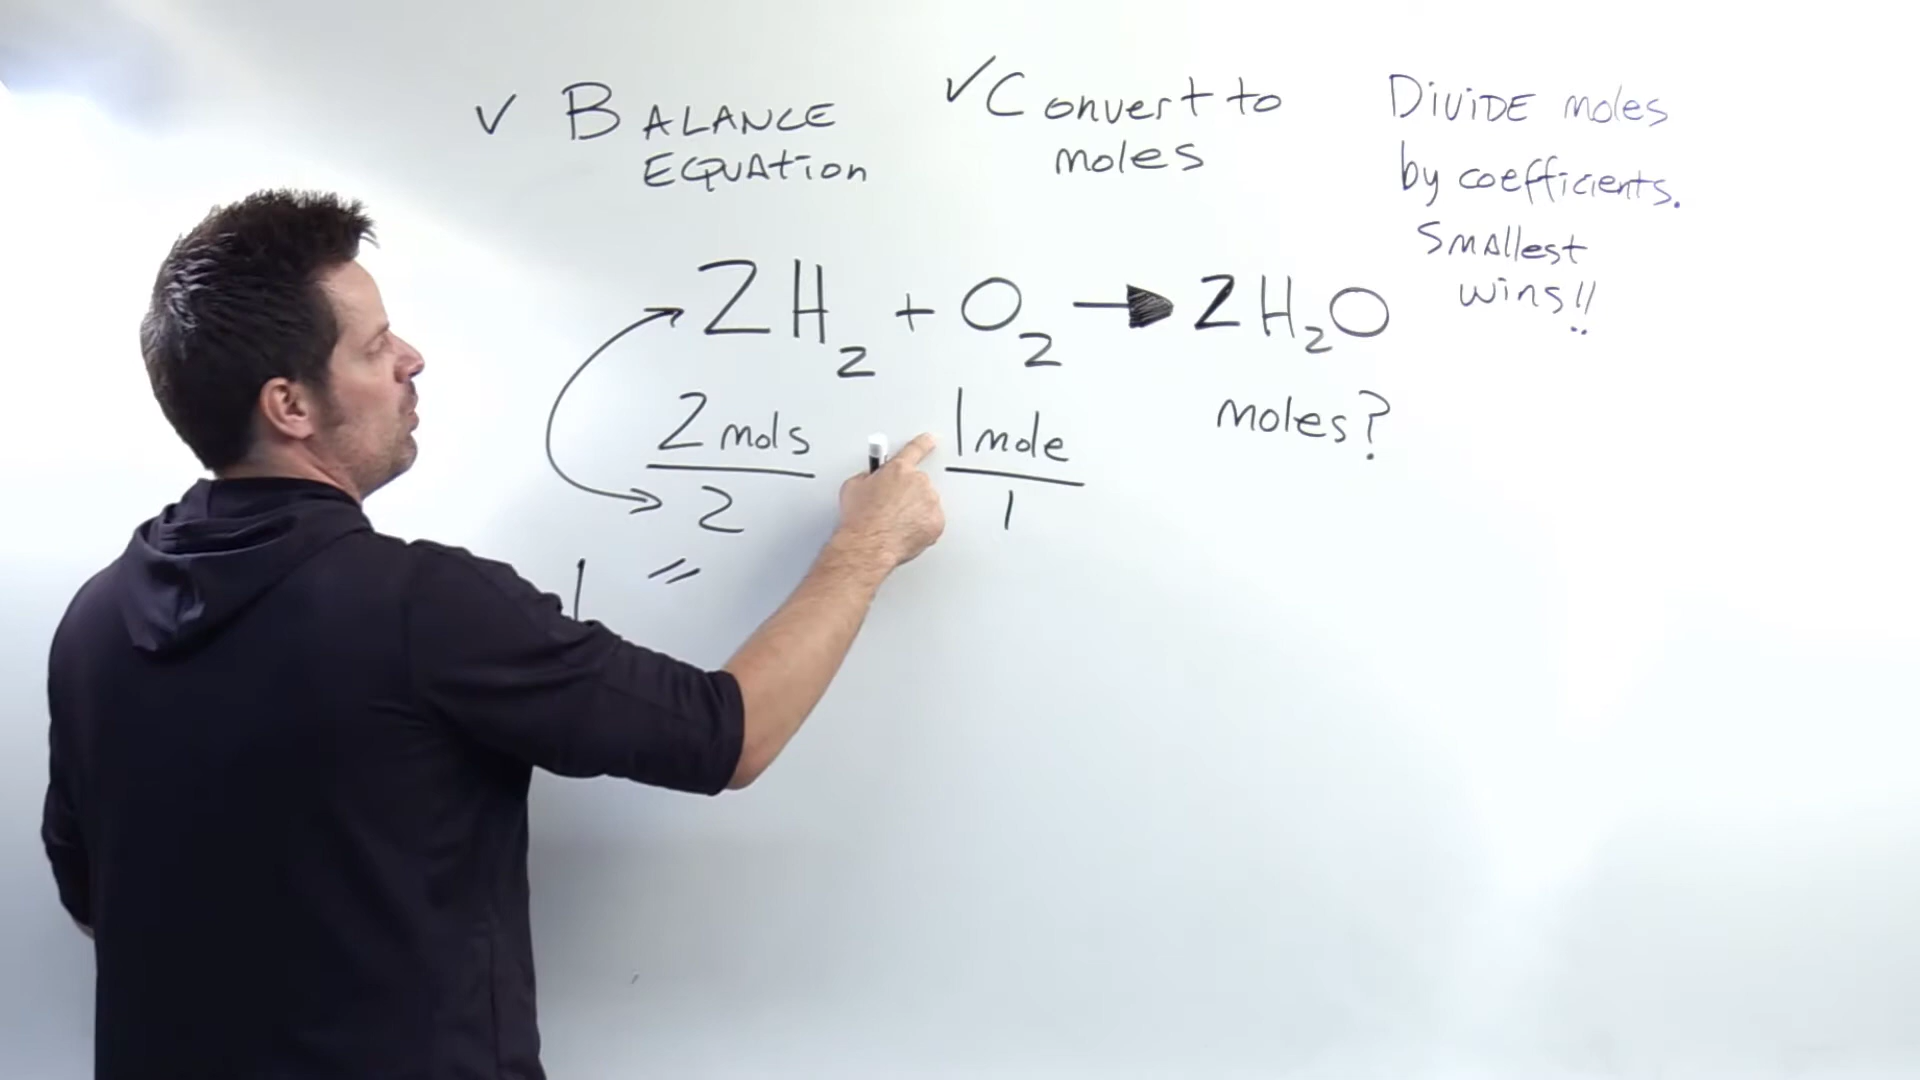 ✓ BALANCE
EQUATION
✓ Convert to
moles
DIVIDE moles
by coefficients.
Smallest
wins!!
2H₂ + O₂ → 2H₂O
2 mols
2
1 mole
1
moles?
1 =